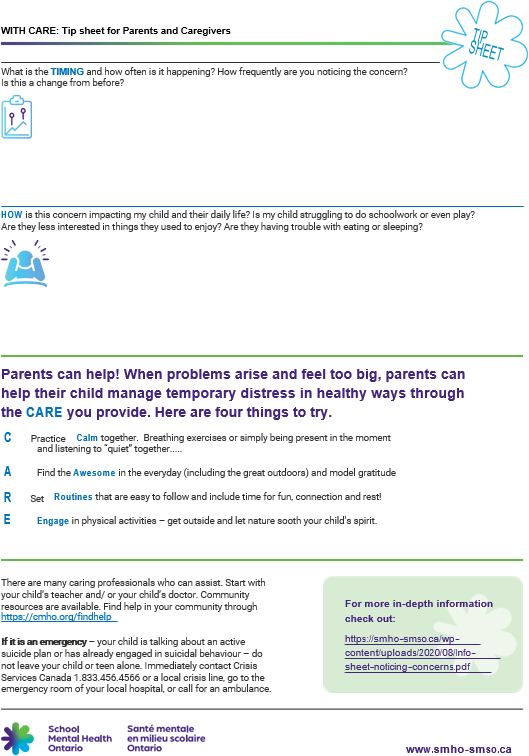 WITH CARE: Tip sheet for Parents and Caregivers
TIP
SHEET
What is the TIMING and how often is it happening? How frequently are you noticing the concern?
Is this a change from before?
HOW is this concern impacting my child and their daily life? Is my child struggling to do schoolwork or even play?
Are they less interested in things they used to enjoy? Are they having trouble with eating or sleeping?
Parents can help! When problems arise and feel too big, parents can
help their child manage temporary distress in healthy ways through
the CARE you provide. Here are four things to try.
C Practice Calm together. Breathing exercises or simply being present in the moment
and listening to “quiet” together.....
A Find the Awesome in the everyday (including the great outdoors) and model gratitude
R Set Routines that are easy to follow and include time for fun, connection and rest!
E Engage in physical activities – get outside and let nature sooth your child's spirit.
There are many caring professionals who can assist. Start with
your child's teacher and/ or your child's doctor. Community
resources are available. Find help in your community through
https://cmho.org/findhelp
If it is an emergency – your child is talking about an active
suicide plan or has already engaged in suicidal behaviour – do
not leave your child or teen alone. Immediately contact Crisis
Services Canada 1.833.456.4566 or a local crisis line, go to the
emergency room of your local hospital, or call for an ambulance.
For more in-depth information
check out:
https://smho-smso.ca/wp-
content/uploads/2020/08/Info-
sheet-noticing-concerns.pdf
School
Mental Health
Ontario
Santé mentale
en milieu scolaire
Ontario
www.smho-smso.ca